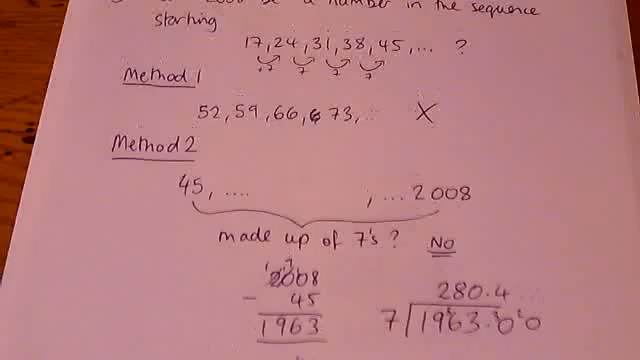 2008 be a number in the sequence
starting
17, 24, 31, 38, 45, ... ?
7 7 7 7
Method 1
52, 59, 66, 73, .. X
Method 2
45, .... , ... 2008
made up of 7's ? NO
2008
- 45
1963
280.4 ...
7 1963.00